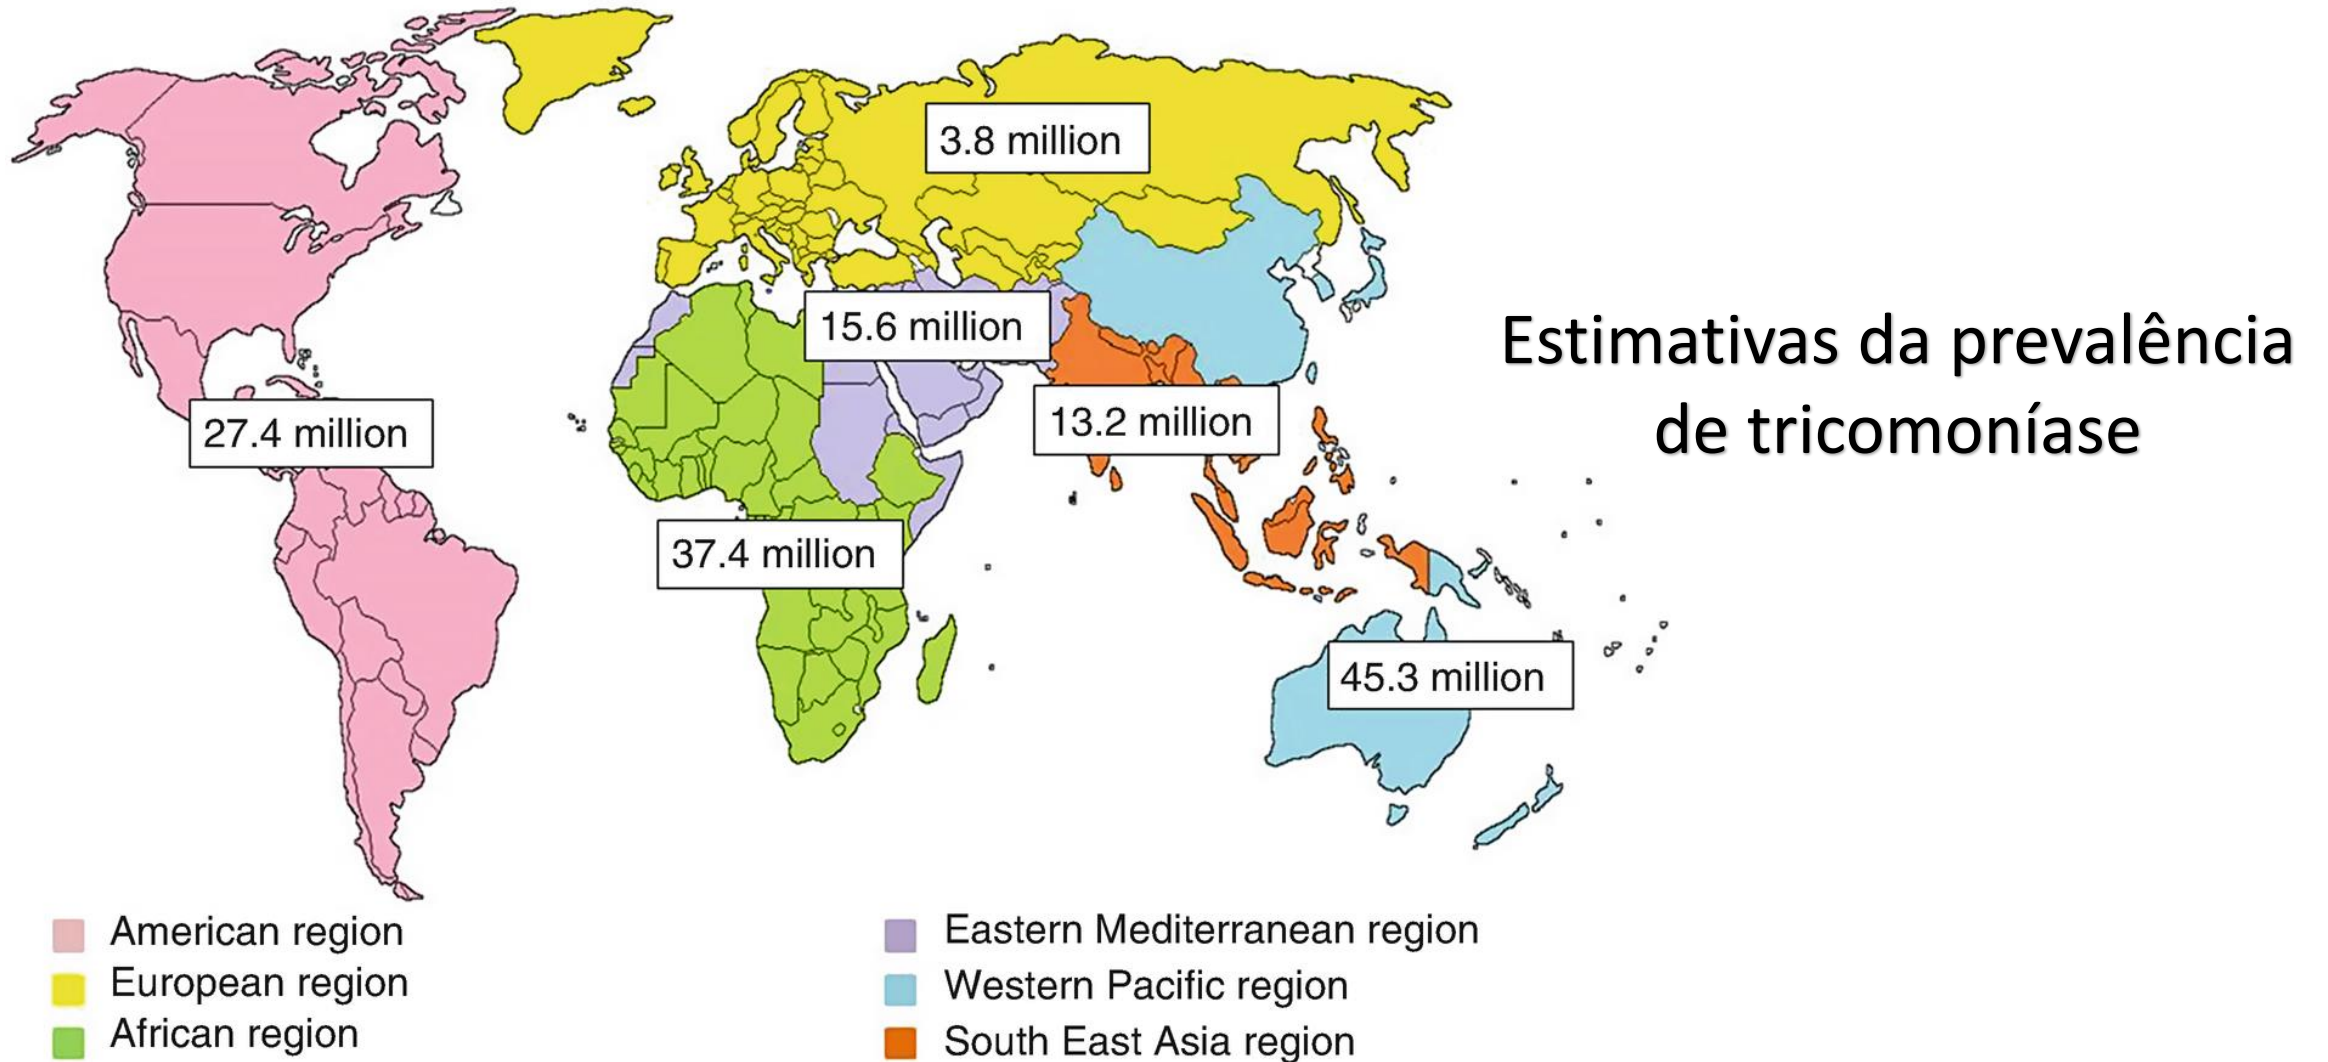 3.8 million
15.6 million
Estimativas da prevalência
de tricomoníase
27.4 million
13.2 million
37.4 million
45.3 million
American region
European region
African region
Eastern Mediterranean region
Western Pacific region
South East Asia region